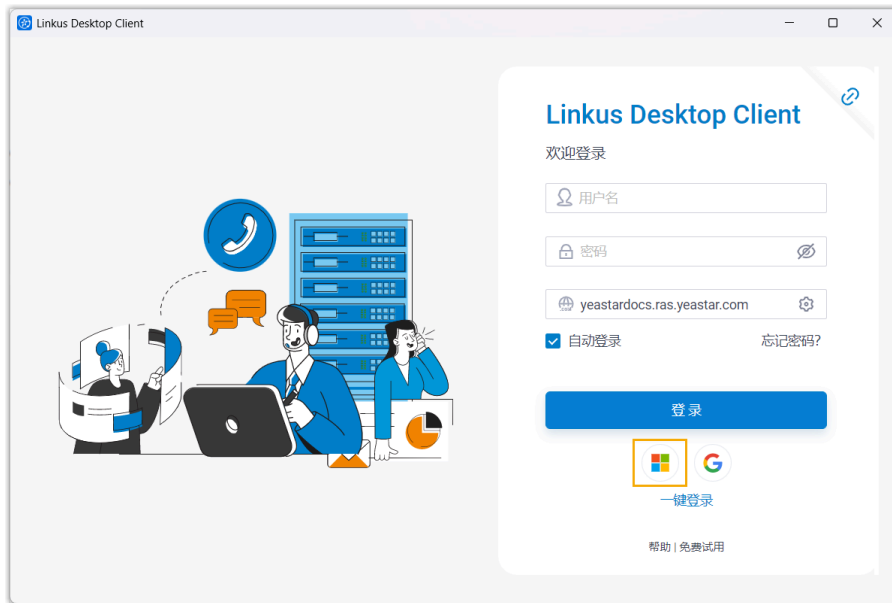 Linkus Desktop Client
Linkus Desktop Client
欢迎登录
用户名
密码
yeastardocs.ras.yeastar.com
自动登录 忘记密码?
登录
一键登录
帮助 | 免费试用